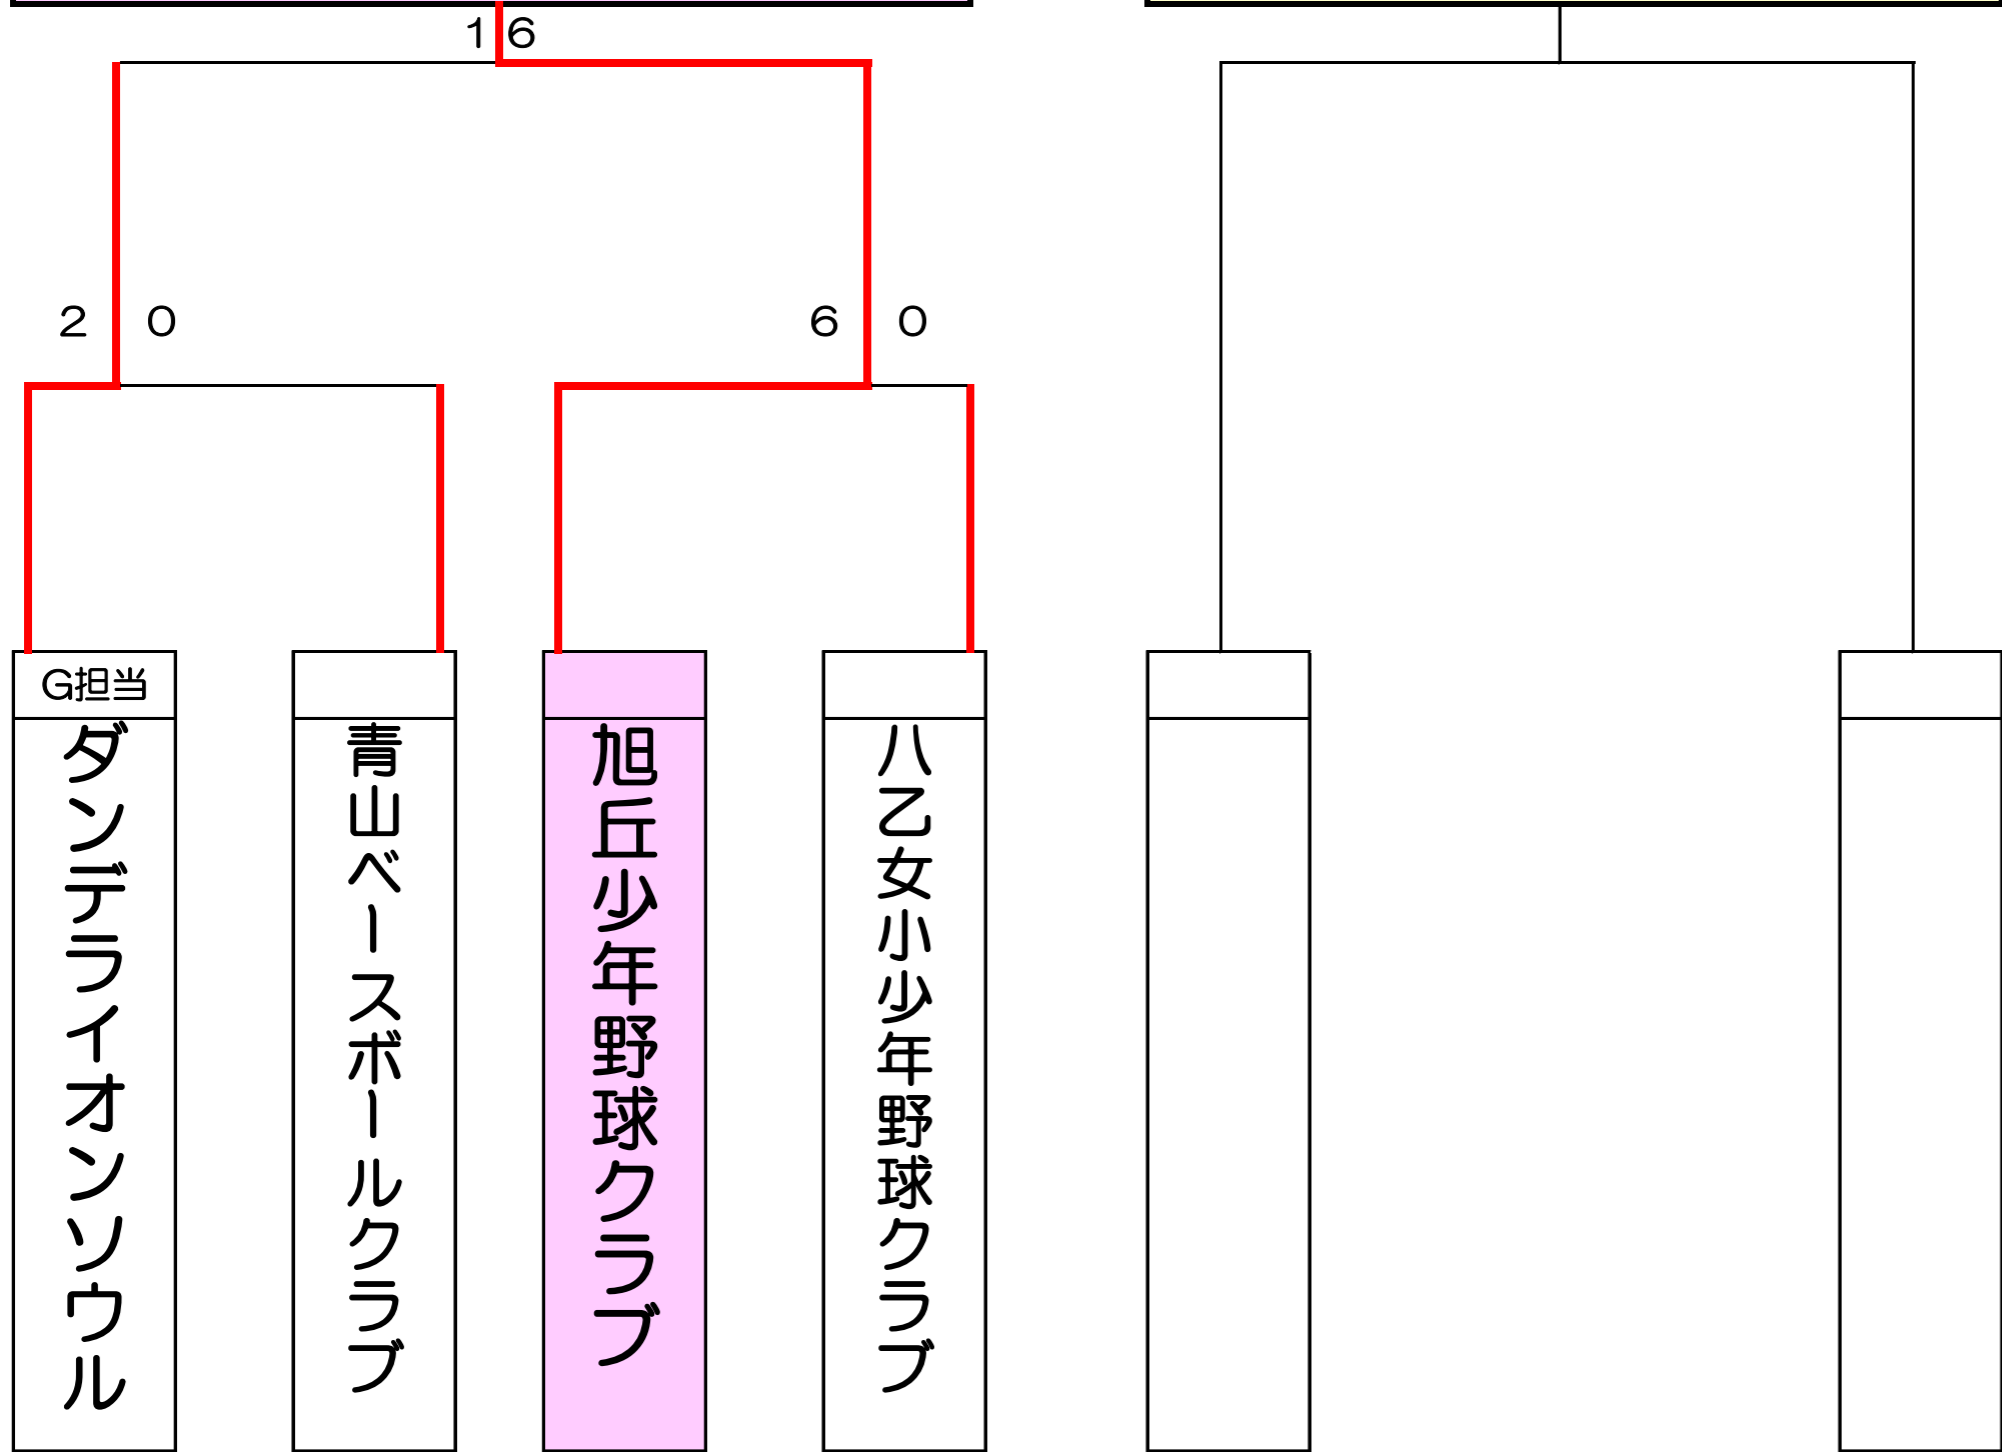 1 6
2 0
6 0
G担当
ダンデライオンソウル
青山ベースボールクラブ
旭丘少年野球クラブ
八乙女小少年野球クラブ